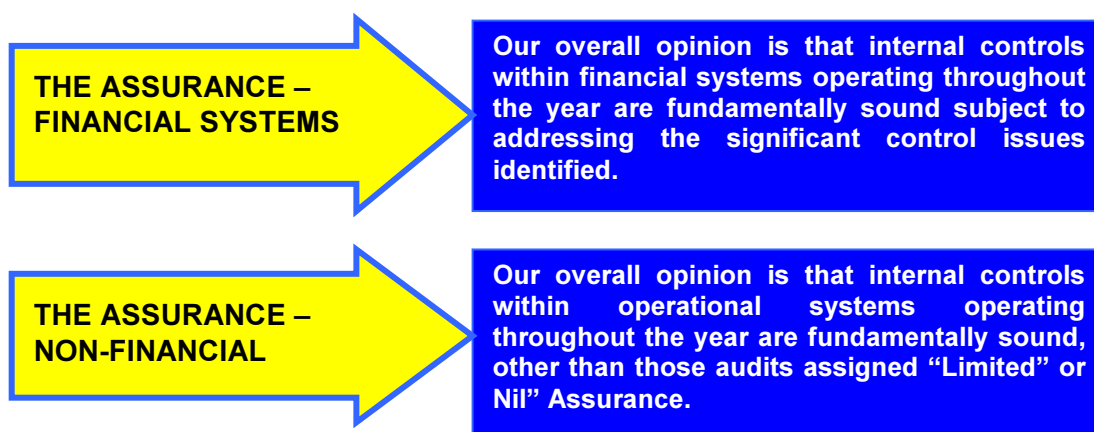 THE ASSURANCE –
FINANCIAL SYSTEMS
Our overall opinion is that internal controls
within financial systems operating throughout
the year are fundamentally sound subject to
addressing the significant control issues
identified.
THE ASSURANCE –
NON-FINANCIAL
Our overall opinion is that internal controls
within operational systems operating
throughout the year are fundamentally sound,
other than those audits assigned “Limited” or
Nil” Assurance.